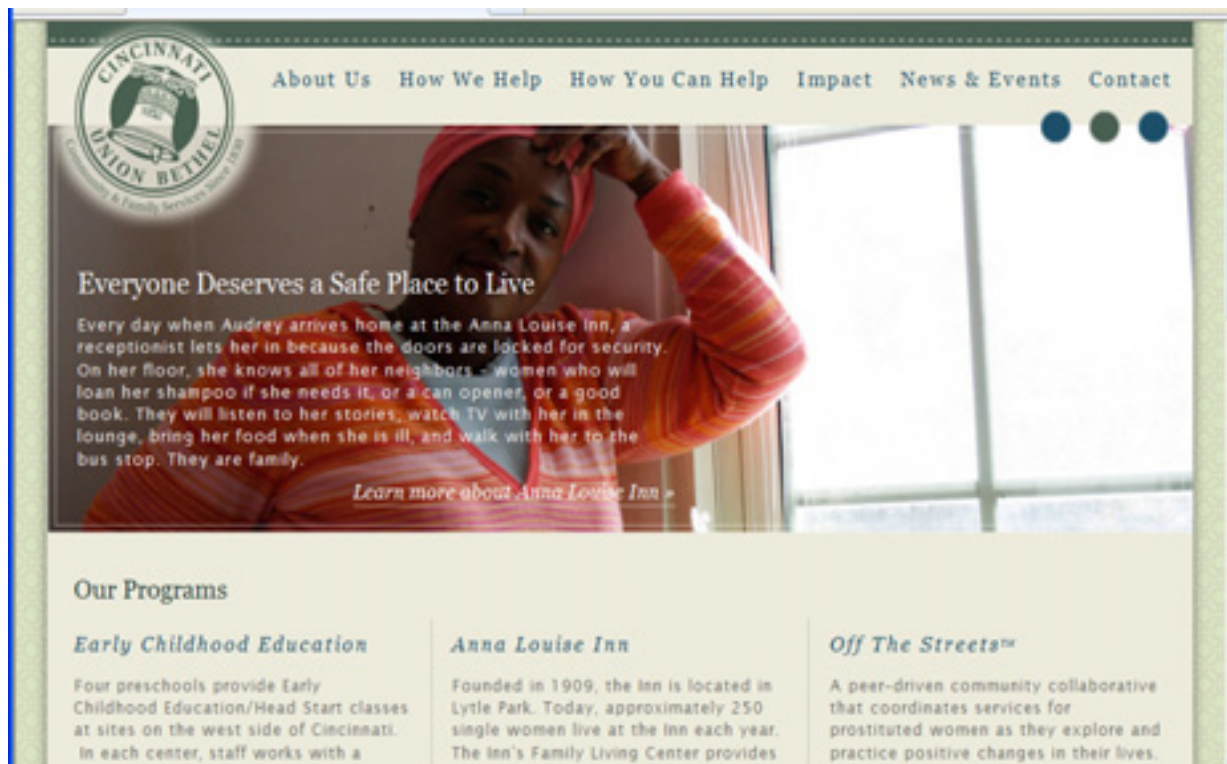 CINCINNATI
UNION BETHEL
Community & Family Services Since 1830
About Us How We Help How You Can Help Impact News & Events Contact
Everyone Deserves a Safe Place to Live
Every day when Audrey arrives home at the Anna Louise Inn, a
receptionist lets her in because the doors are locked for security.
On her floor, she knows all of her neighbors - women who will
loan her shampoo if she needs it, or a can opener, or a good
book. They will listen to her stories, watch TV with her in the
lounge, bring her food when she is ill, and walk with her to the
bus stop. They are family.
Learn more about Anna Louise Inn »
Our Programs
Early Childhood Education
Four preschools provide Early
Childhood Education/Head Start classes
at sites on the west side of Cincinnati.
In each center, staff works with a
Anna Louise Inn
Founded in 1909, the Inn is located in
Lytle Park. Today, approximately 250
single women live at the Inn each year.
The Inn's Family Living Center provides
Off The Streets™
A peer-driven community collaborative
that coordinates services for
prostituted women as they explore and
practice positive changes in their lives.